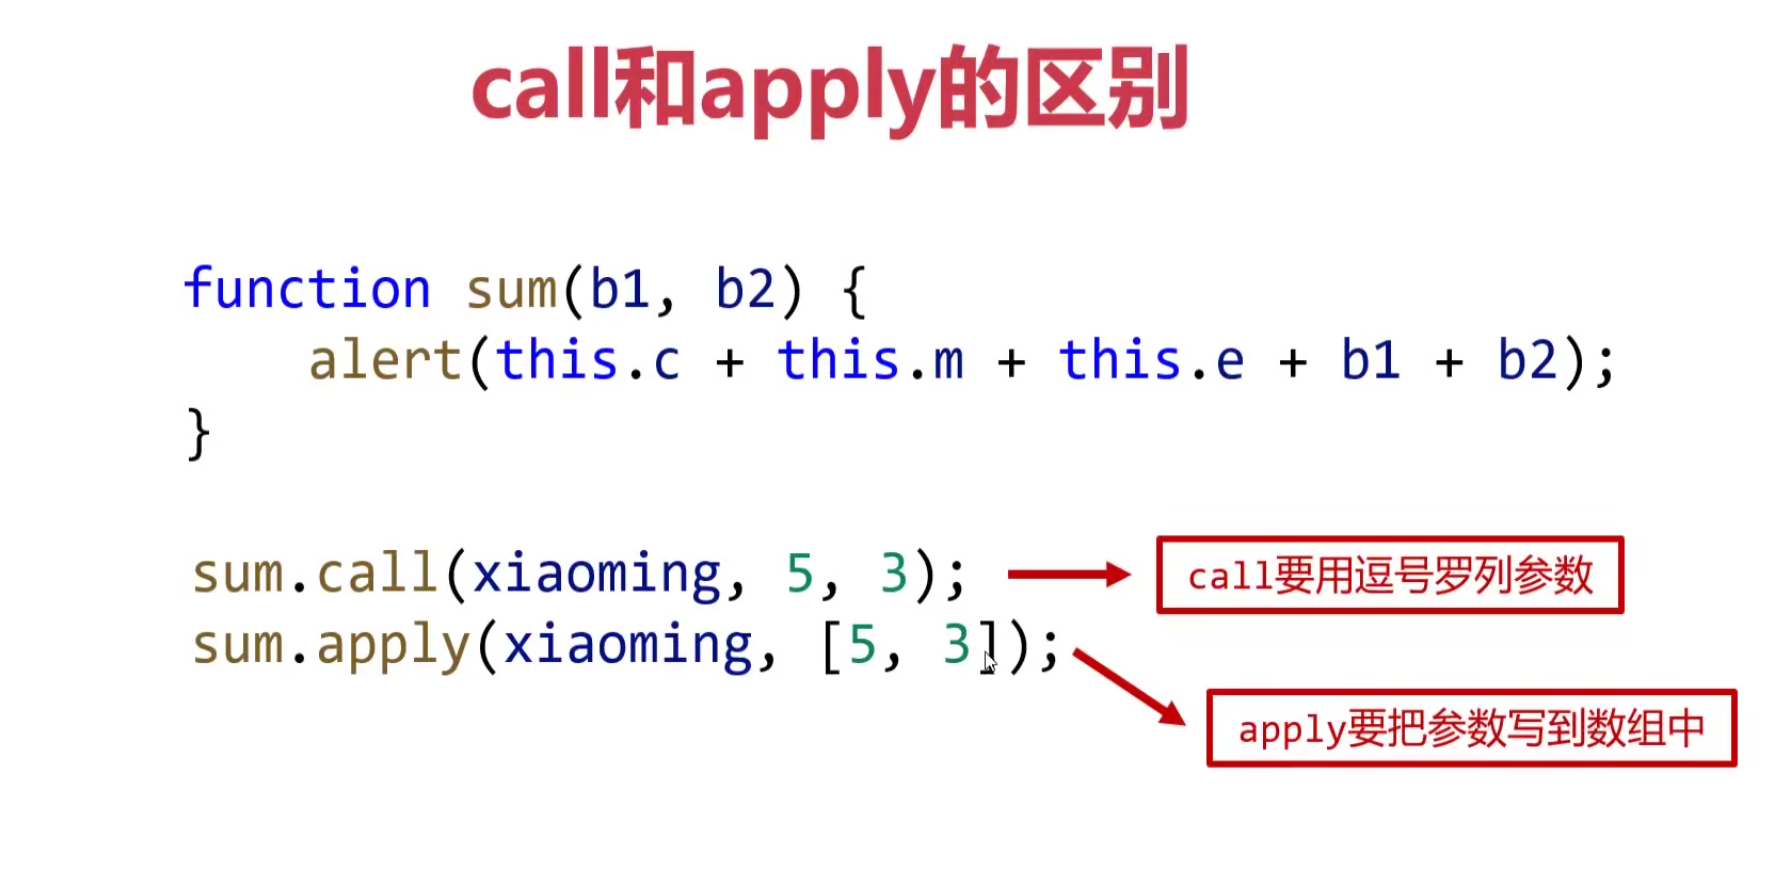 call和apply的区别
function sum(b1, b2) {
    alert(this.c + this.m + this.e + b1 + b2);
}
sum.call(xiaoming, 5, 3);
call要用逗号罗列参数
sum.apply(xiaoming, [5, 3]);
apply要把参数写到数组中